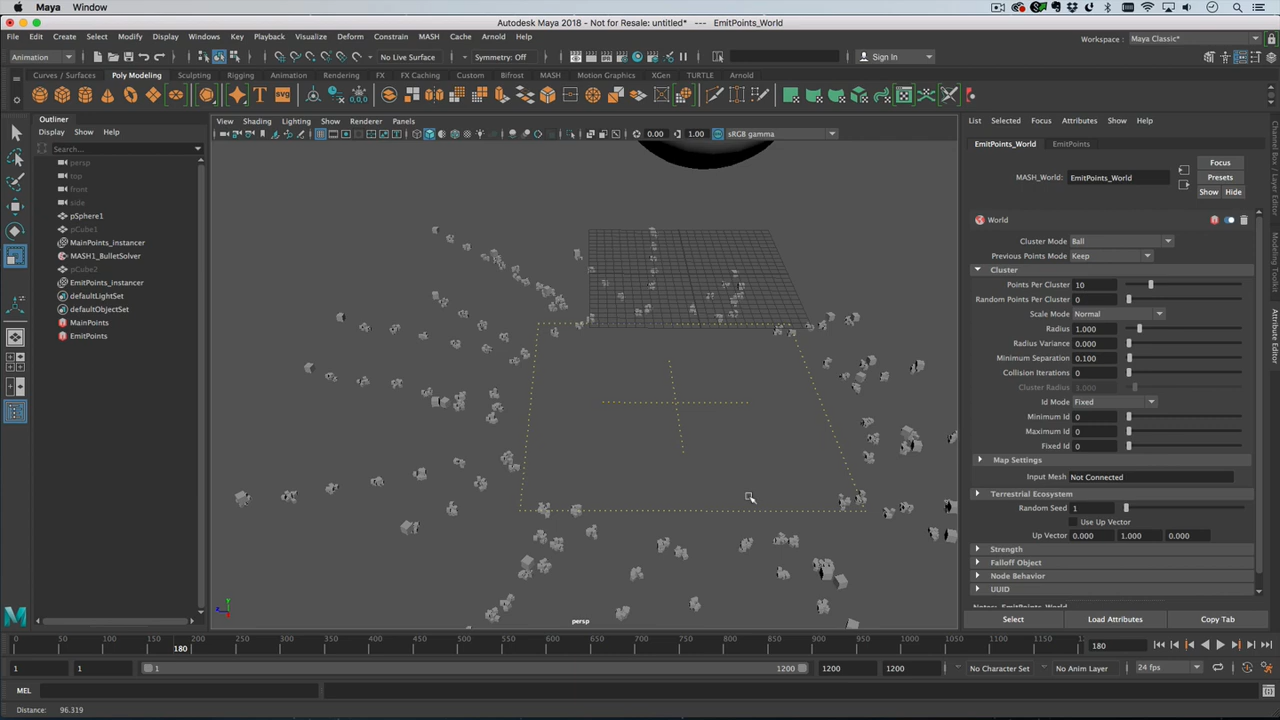 Maya Window
Autodesk Maya 2018 - Not for Resale: untitled* --- EmitPoints_World
File Edit Create Select Modify Display Windows Key Playback Visualize Deform Constrain MASH Cache Arnold Help
Workspace : Maya Classic*
Animation No Live Surface Symmetry: Off Sign In
Curves / Surfaces Poly Modeling Sculpting Rigging Animation Rendering FX FX Caching Custom Bifrost MASH Motion Graphics XGen TURTLE Arnold
Outliner
Display Show Help
Search...
persp
top
front
side
pSphere1
pCube1
MainPoints_Instancer
MASH1_BulletSolver
pCube2
EmitPoints_Instancer
defaultLightSet
defaultObjectSet
MainPoints
EmitPoints
View Shading Lighting Show Renderer Panels
0.00 1.00 sRGB gamma
persp
List Selected Focus Attributes Show Help
EmitPoints_World EmitPoints
MASH_World: EmitPoints_World
Focus
Presets
Show Hide
World
Cluster Mode Ball
Previous Points Mode Keep
Cluster
Points Per Cluster 10
Random Points Per Cluster 0
Scale Mode Normal
Radius 1.000
Radius Variance 0.000
Minimum Separation 0.100
Collision Iterations 0
Cluster Radius 1.000
Id Mode Fixed
Minimum Id 0
Maximum Id 0
Fixed Id 0
Map Settings
Input Mesh Not Connected
Terrestrial Ecosystem
Random Seed 1
Use Up Vector
Up Vector 0.000 1.000 0.000
Strength
Falloff Object
Node Behavior
UUID
Notes: EmitPoints_World
Select Load Attributes Copy Tab
Channel Box / Layer Editor
Modeling Toolkit
Attribute Editor
0 50 100 150 180 200 250 300 350 400 450 500 550 600 650 700 750 800 850 900 950 1000 1050 1100 1150 180
1 1 1 1200 1200 1200 No Character Set No Anim Layer 24 fps
MEL
Distance: 96.319